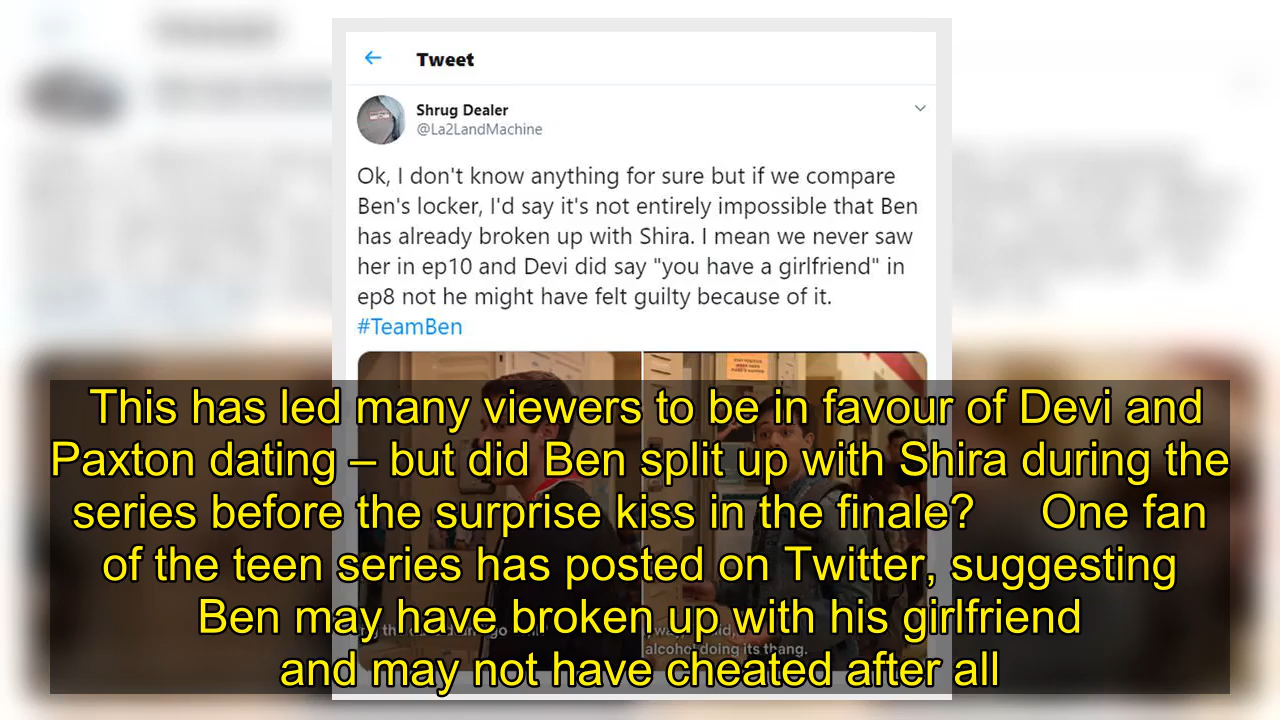 Tweet
Shrug Dealer
@La2LandMachine
Ok, I don't know anything for sure but if we compare
Ben's locker, I'd say it's not entirely impossible that Ben
has already broken up with Shira. I mean we never saw
her in ep10 and Devi did say "you have a girlfriend" in
ep8 not he might have felt guilty because of it.
#TeamBen
This has led many viewers to be in favour of Devi and
Paxton dating – but did Ben split up with Shira during the
series before the surprise kiss in the finale? One fan
of the teen series has posted on Twitter, suggesting
Ben may have broken up with his girlfriend
and may not have cheated after all
alcohol doing its thang.